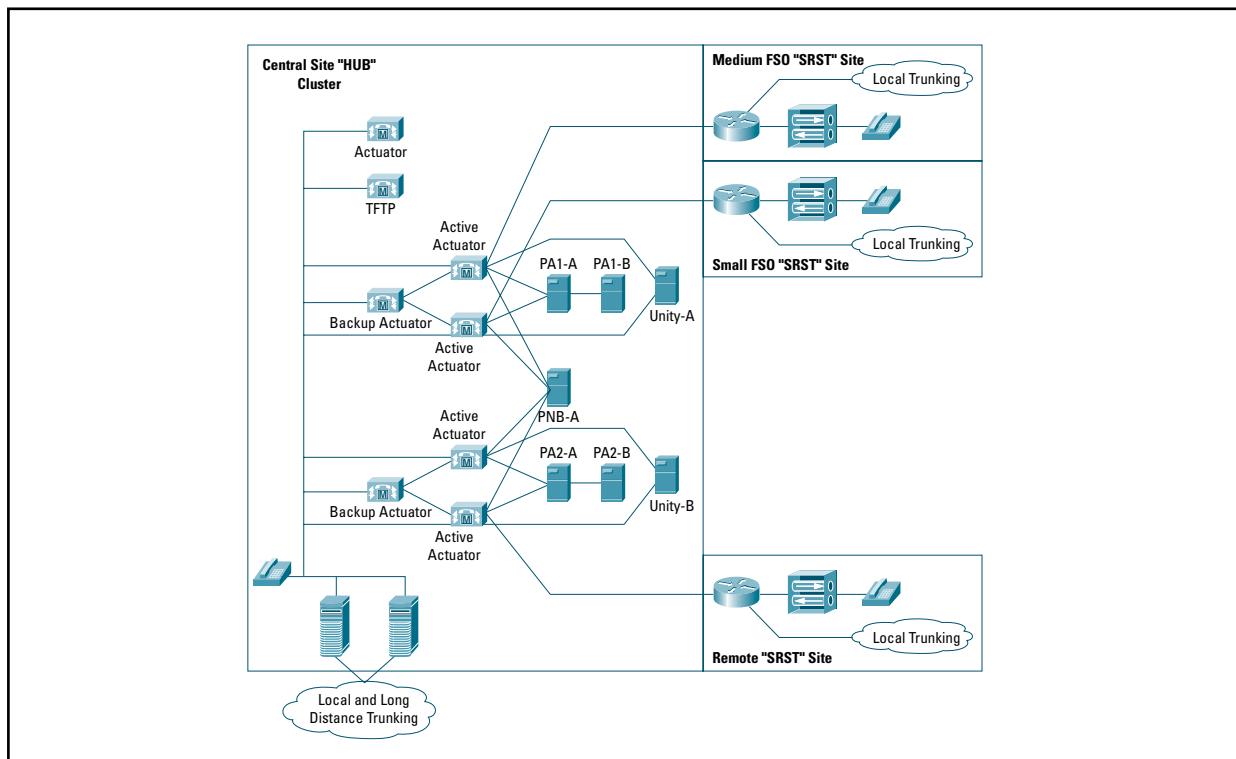 Central Site "HUB"
Cluster
Actuator
TFTP
Active
Actuator
PA1-A
PA1-B
Unity-A
Backup Actuator
Active
Actuator
PNB-A
Active
Actuator
PA2-A
PA2-B
Unity-B
Backup Actuator
Active
Actuator
Local and Long
Distance Trunking
Medium FSO "SRST" Site
Local Trunking
Local Trunking
Small FSO "SRST" Site
Local Trunking
Remote "SRST" Site
M
M
M
M
M
M
M
M